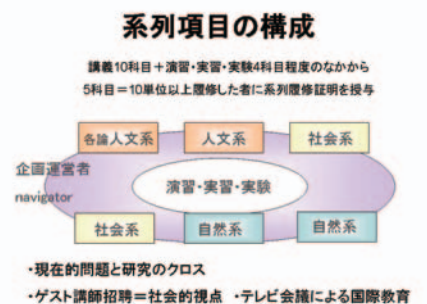 系列項目の構成
講義10科目＋演習・実習・実験4科目程度のなかから
5科目＝10単位以上履修した者に系列履修証明を授与
各論人文系 人文系 社会系
企画運営者
navigator
演習・実習・実験
社会系 自然系 自然系
・現在的問題と研究のクロス
・ゲスト講師招聘＝社会的視点 ・テレビ会議による国際教育